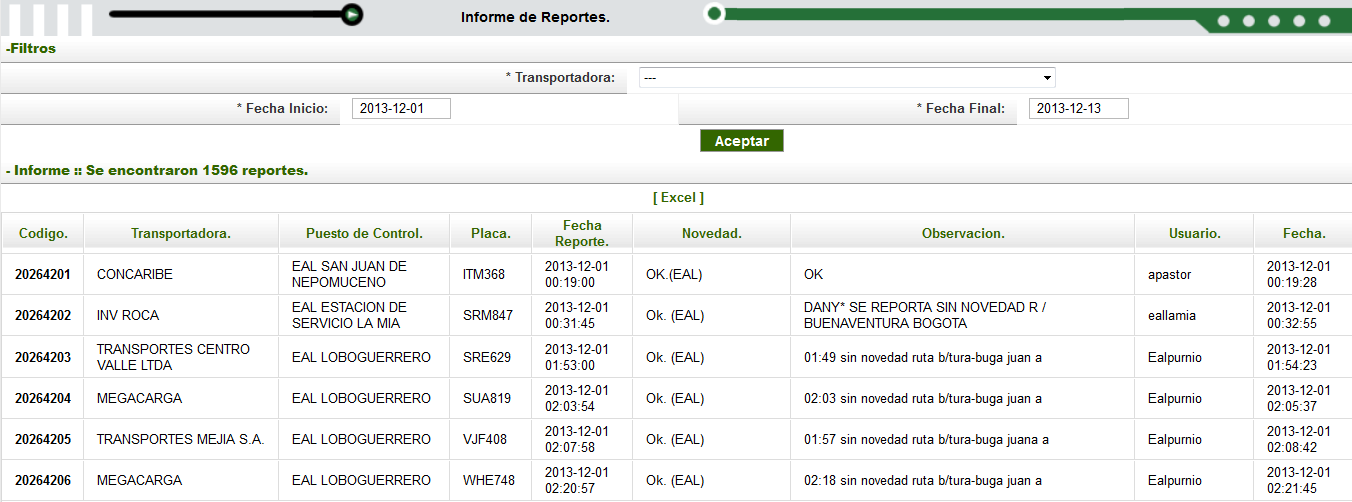 Informe de Reportes.
-Filtros
* Transportadora: ---
* Fecha Inicio: 2013-12-01 * Fecha Final: 2013-12-13
Aceptar
- Informe :: Se encontraron 1596 reportes.
[ Excel ]
Codigo. Transportadora. Puesto de Control. Placa. Fecha Reporte. Novedad. Observacion. Usuario. Fecha.
20264201 CONCARIBE EAL SAN JUAN DE NEPOMUCENO ITM368 2013-12-01 00:19:00 OK.(EAL) OK apastor 2013-12-01 00:19:28
20264202 INV ROCA EAL ESTACION DE SERVICIO LA MIA SRM847 2013-12-01 00:31:45 Ok. (EAL) DANY* SE REPORTA SIN NOVEDAD R / BUENAVENTURA BOGOTA eallamia 2013-12-01 00:32:55
20264203 TRANSPORTES CENTRO VALLE LTDA EAL LOBOGUERRERO SRE629 2013-12-01 01:53:00 Ok. (EAL) 01:49 sin novedad ruta b/tura-buga juan a Ealpurnio 2013-12-01 01:54:23
20264204 MEGACARGA EAL LOBOGUERRERO SUA819 2013-12-01 02:03:54 Ok. (EAL) 02:03 sin novedad ruta b/tura-buga juan a Ealpurnio 2013-12-01 02:05:37
20264205 TRANSPORTES MEJIA S.A. EAL LOBOGUERRERO VJF408 2013-12-01 02:07:58 Ok. (EAL) 01:57 sin novedad ruta b/tura-buga juana a Ealpurnio 2013-12-01 02:08:42
20264206 MEGACARGA EAL LOBOGUERRERO WHE748 2013-12-01 02:20:57 Ok. (EAL) 02:18 sin novedad ruta b/tura-buga juan a Ealpurnio 2013-12-01 02:21:45